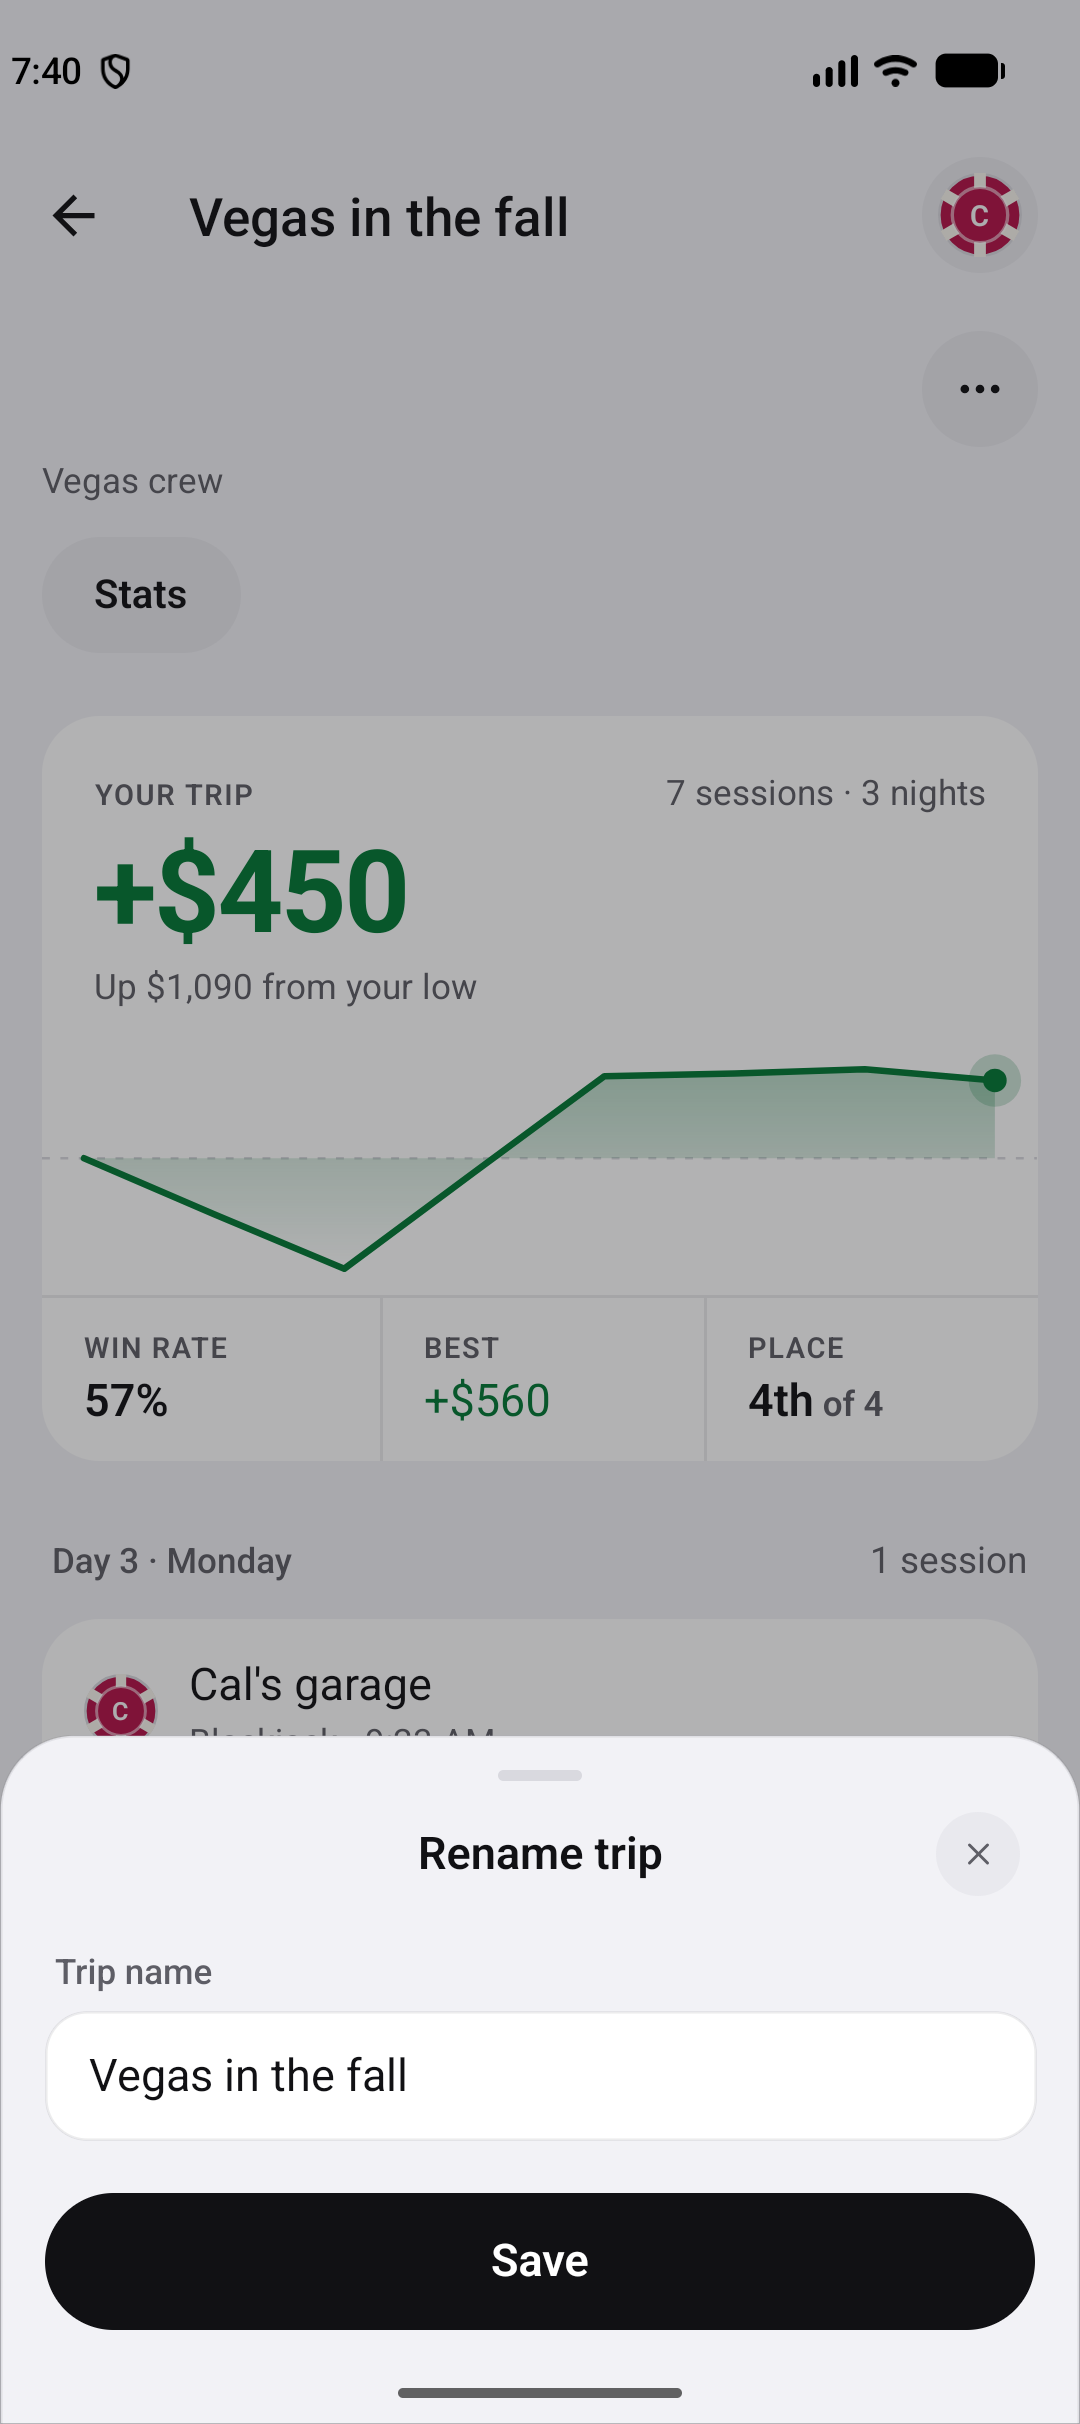 7:40
Vegas in the fall
C
Vegas crew
Stats
YOUR TRIP
7 sessions · 3 nights
+$450
Up $1,090 from your low
WIN RATE
BEST
PLACE
57%
+$560
4th of 4
Day 3 · Monday
1 session
Cal's garage
C
Rename trip
Trip name
Vegas in the fall
Save